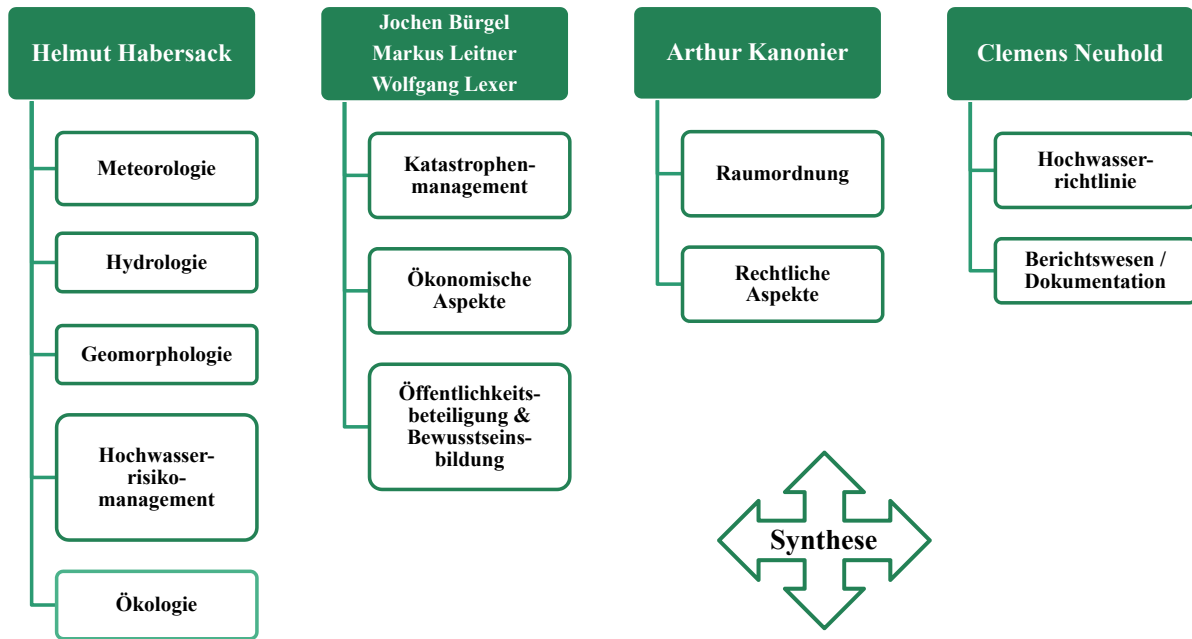 Helmut Habersack
Meteorologie
Hydrologie
Geomorphologie
Hochwasser-
risiko-
management
Ökologie
Jochen Bürgel
Markus Leitner
Wolfgang Lexer
Katastrophen-
management
Ökonomische
Aspekte
Öffentlichkeits-
beteiligung &
Bewusstseins-
bildung
Arthur Kanonier
Raumordnung
Rechtliche
Aspekte
Clemens Neuhold
Hochwasser-
richtlinie
Berichtswesen /
Dokumentation
Synthese